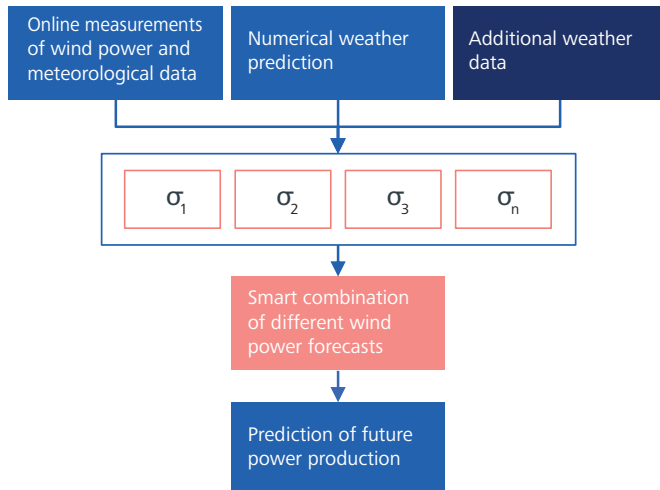 Online measurements
of wind power and
meteorological data
Numerical weather
prediction
Additional weather
data
σ1
σ2
σ3
σn
Smart combination
of different wind
power forecasts
Prediction of future
power production